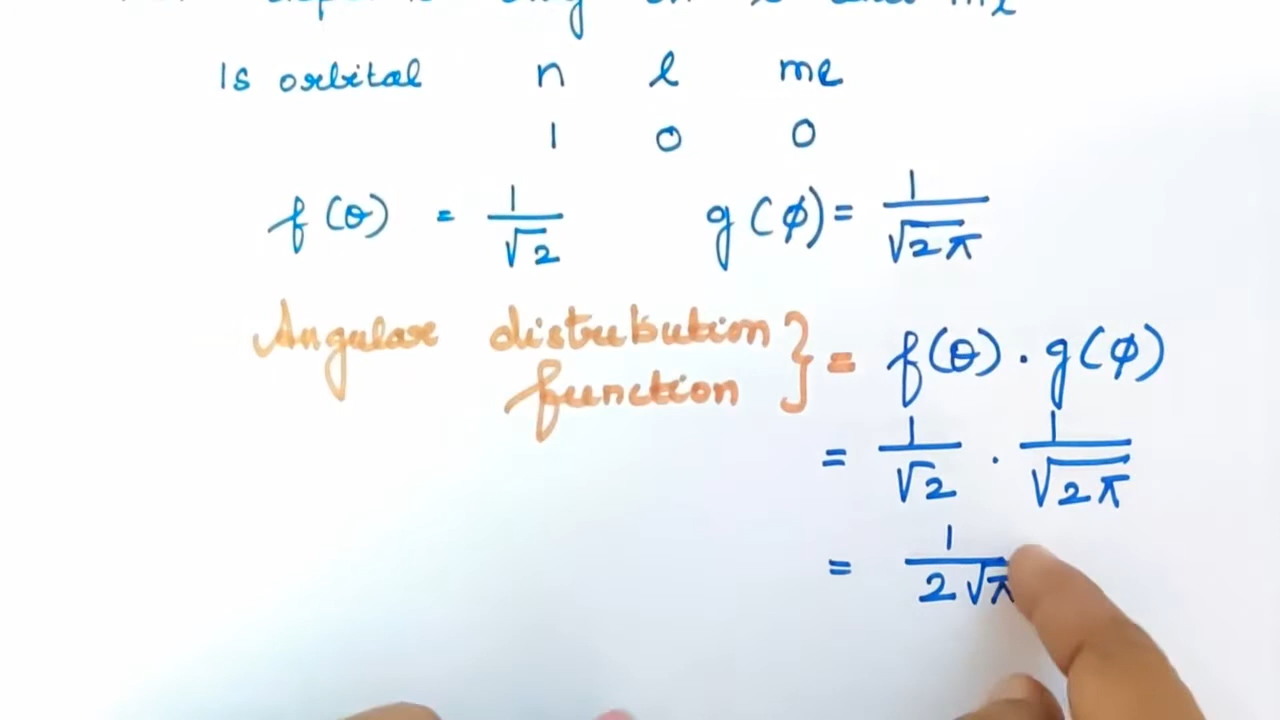 1s orbital n l ml
1 0 0
f(θ) = 1/√2 g(φ) = 1/√2π
Angular distribution function } = f(θ) · g(φ)
= 1/√2 · 1/√2π
= 1/2√π